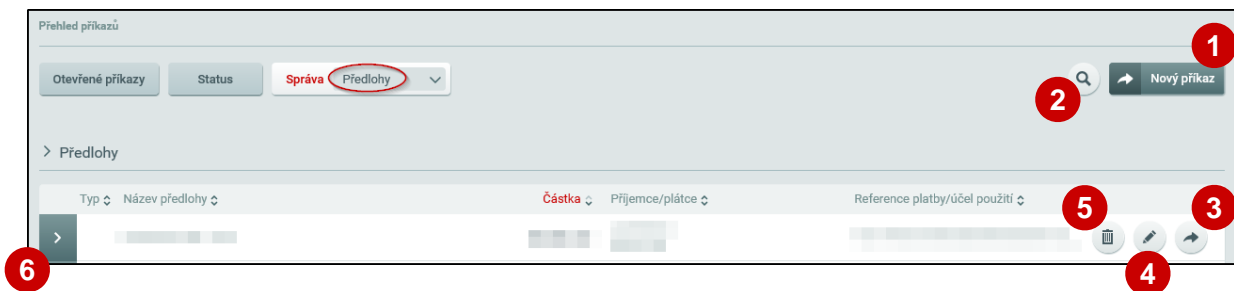 Přehled příkazů
1
Otevřené příkazy Status Správa Předlohy Nový příkaz
2
Předlohy
Typ Název předlohy Částka Příjemce/plátce Reference platby/účel použití
5 3
6 4